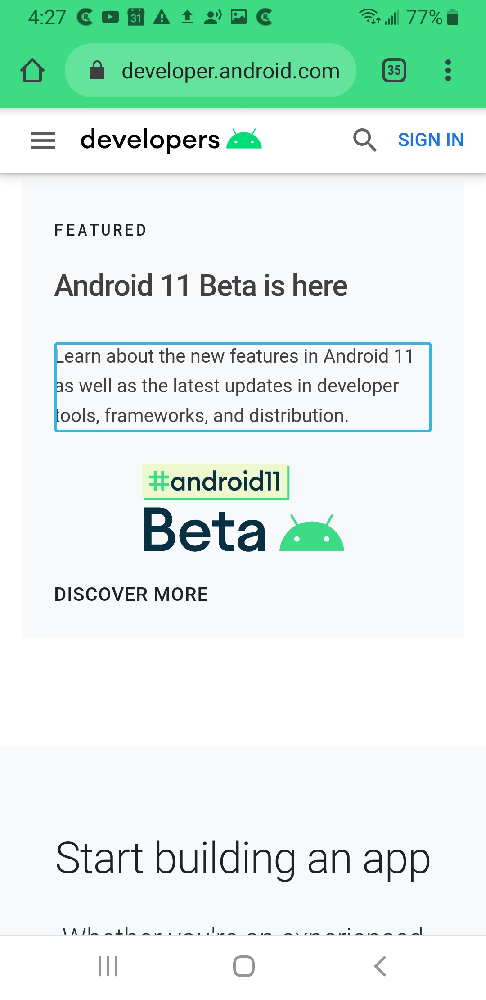 4:27 31 77%
developer.android.com 35
developers SIGN IN
FEATURED
Android 11 Beta is here
Learn about the new features in Android 11
as well as the latest updates in developer
tools, frameworks, and distribution.
#android11
Beta
DISCOVER MORE
Start building an app
Whether you're an experienced